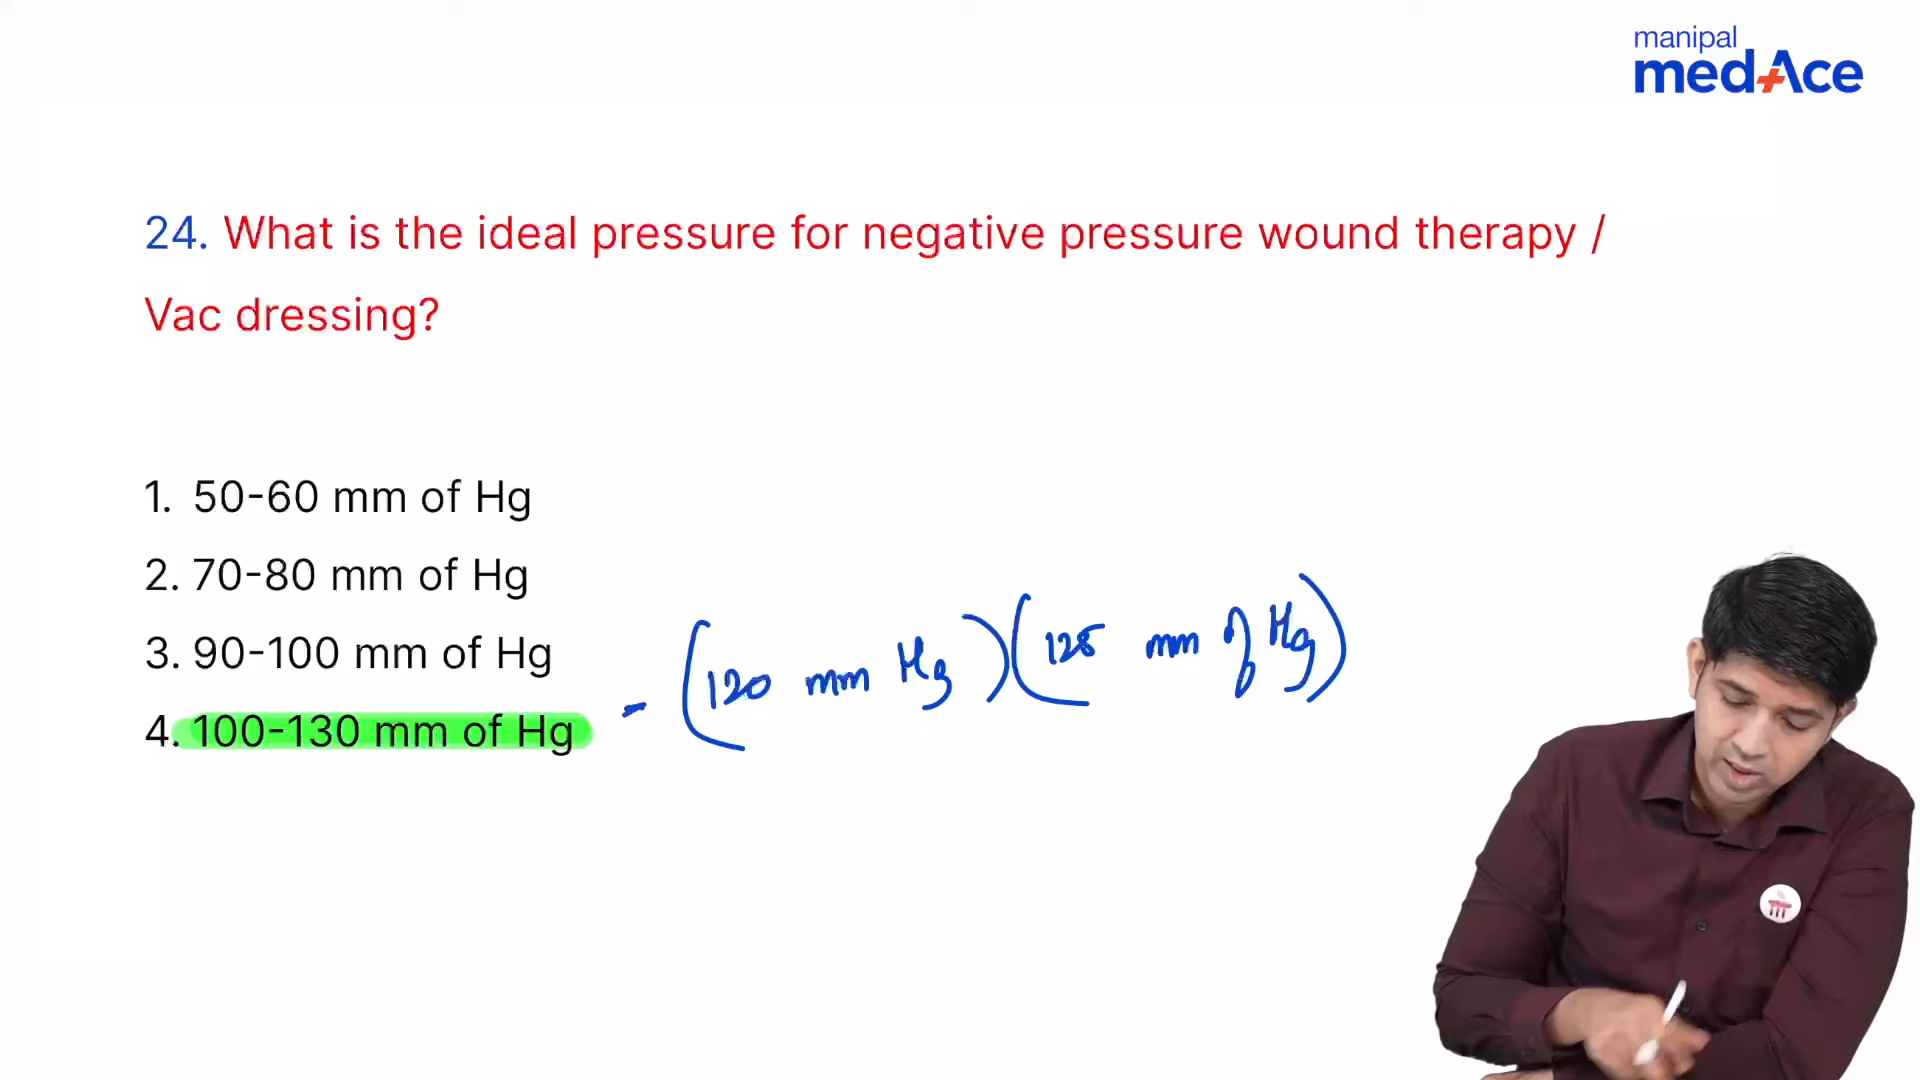 manipal
medAce
24. What is the ideal pressure for negative pressure wound therapy /
Vac dressing?
1. 50-60 mm of Hg
2. 70-80 mm of Hg
3. 90-100 mm of Hg
4. 100-130 mm of Hg - (120 mm Hg) (125 mm of Hg)